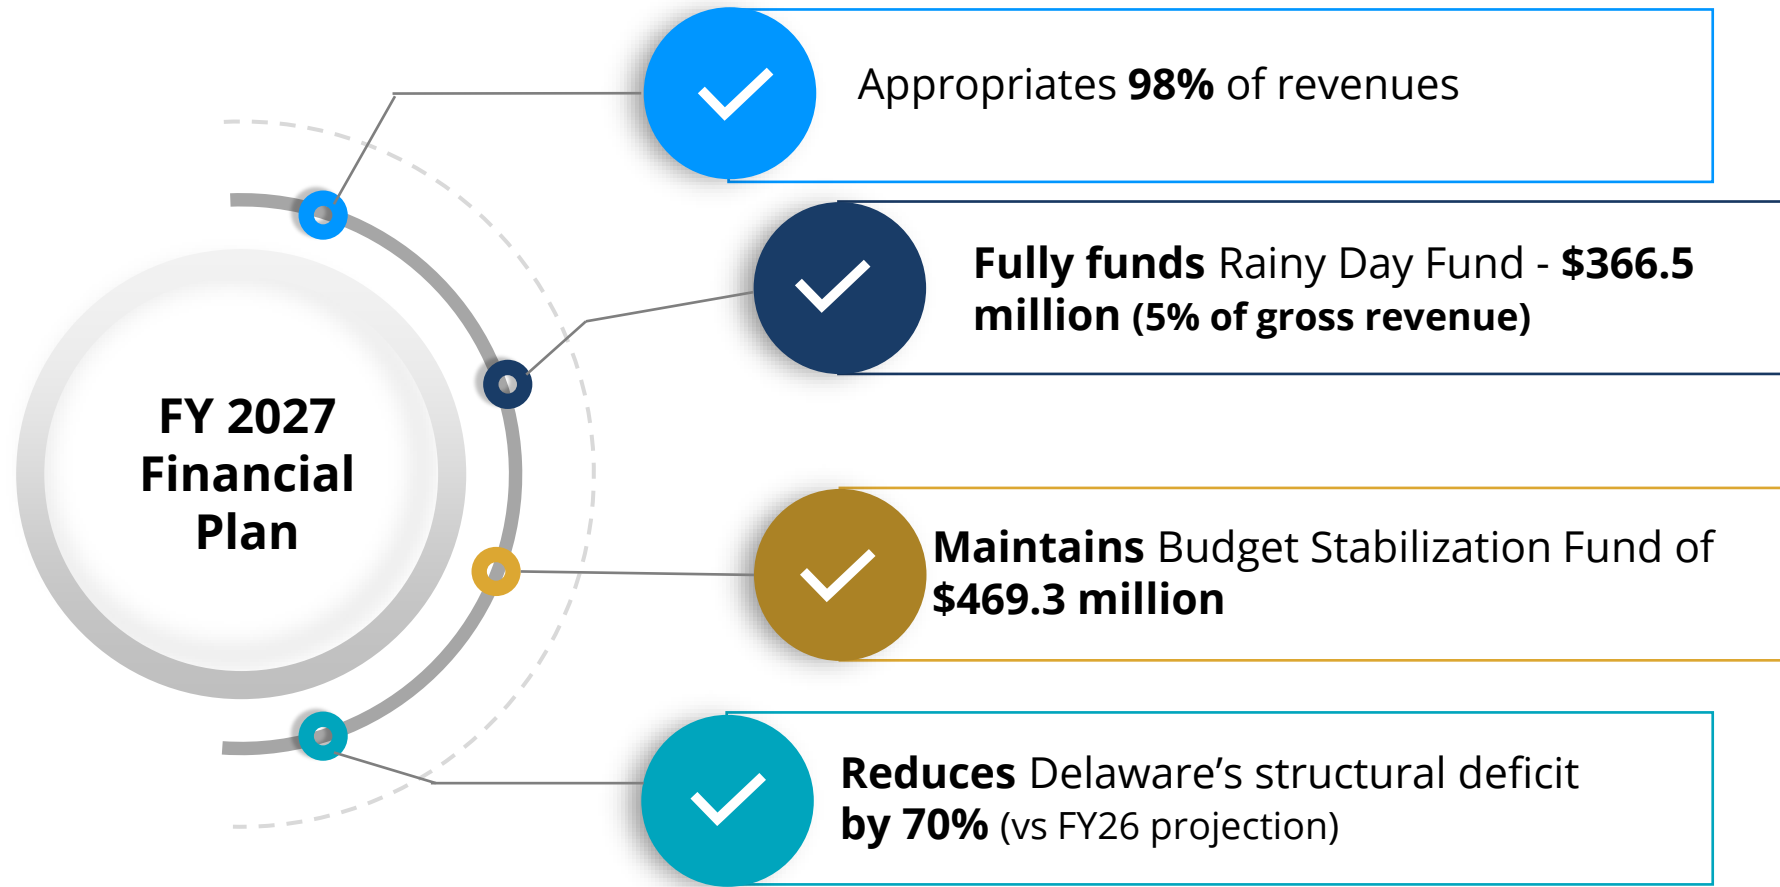 FY 2027
Financial
Plan
Appropriates 98% of revenues
Fully funds Rainy Day Fund - $366.5
million (5% of gross revenue)
Maintains Budget Stabilization Fund of
$469.3 million
Reduces Delaware’s structural deficit
by 70% (vs FY26 projection)